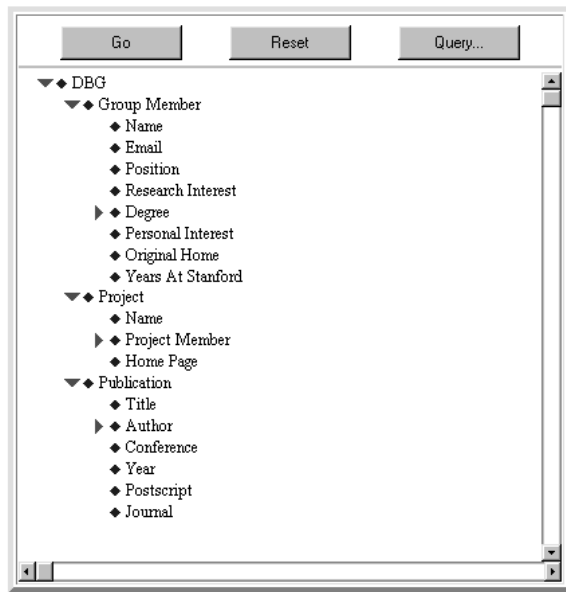 Go Reset Query...
DBG
Group Member
Name
Email
Position
Research Interest
Degree
Personal Interest
Original Home
Years At Stanford
Project
Name
Project Member
Home Page
Publication
Title
Author
Conference
Year
Postscript
Journal